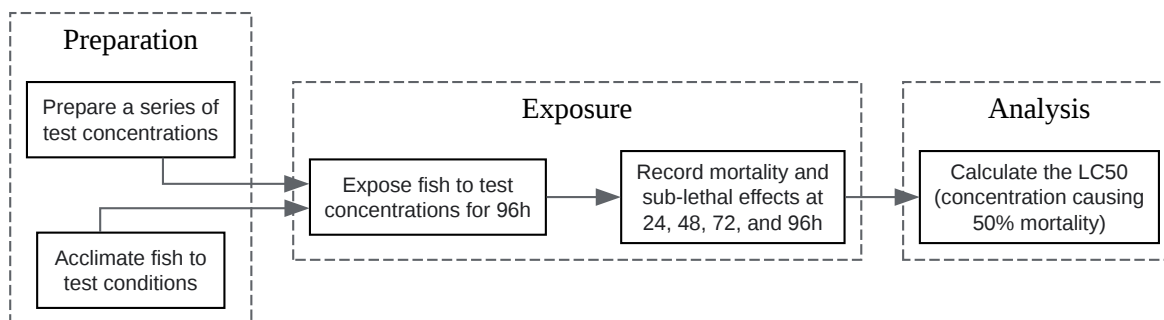 Preparation
Prepare a series of
test concentrations
Acclimate fish to
test conditions
Exposure
Expose fish to test
concentrations for 96h
Record mortality and
sub-lethal effects at
24, 48, 72, and 96h
Analysis
Calculate the LC50
(concentration causing
50% mortality)